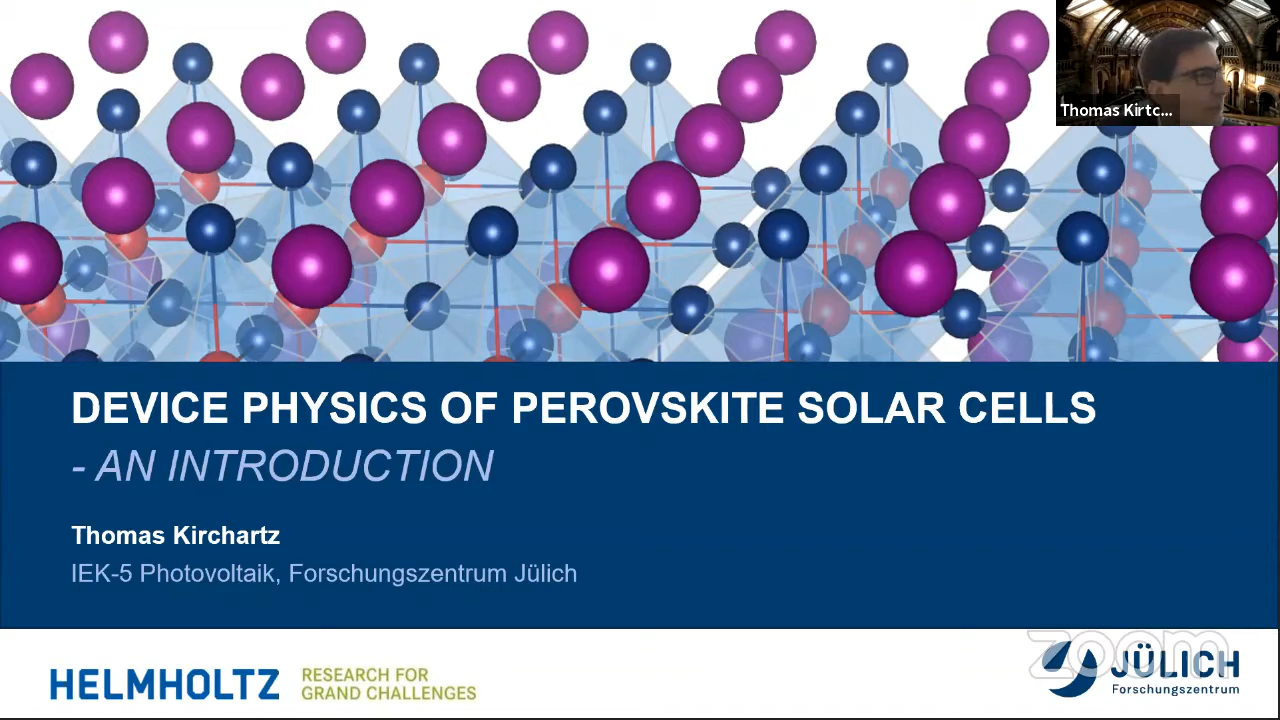 Thomas Kirtc...
DEVICE PHYSICS OF PEROVSKITE SOLAR CELLS
- AN INTRODUCTION
Thomas Kirchartz
IEK-5 Photovoltaik, Forschungszentrum Jülich
HELMHOLTZ
RESEARCH FOR
GRAND CHALLENGES
zoom
JÜLICH
Forschungszentrum